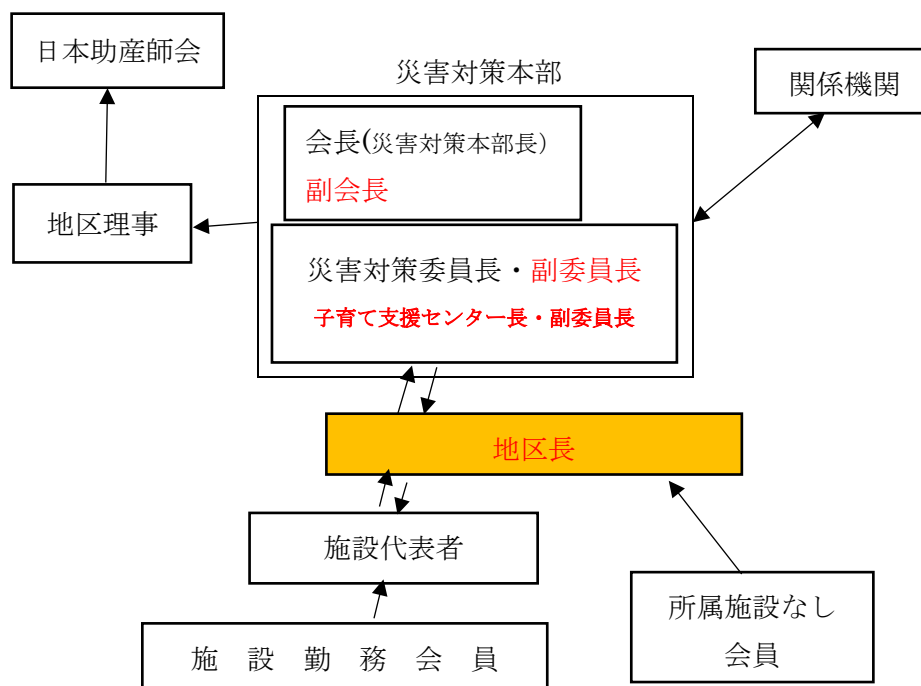 日本助産師会
災害対策本部
関係機関
会長(災害対策本部長)
副会長
地区理事
災害対策委員長・副委員長
子育て支援センター長・副委員長
地区長
施設代表者
所属施設なし
会員
施 設 勤 務 会 員